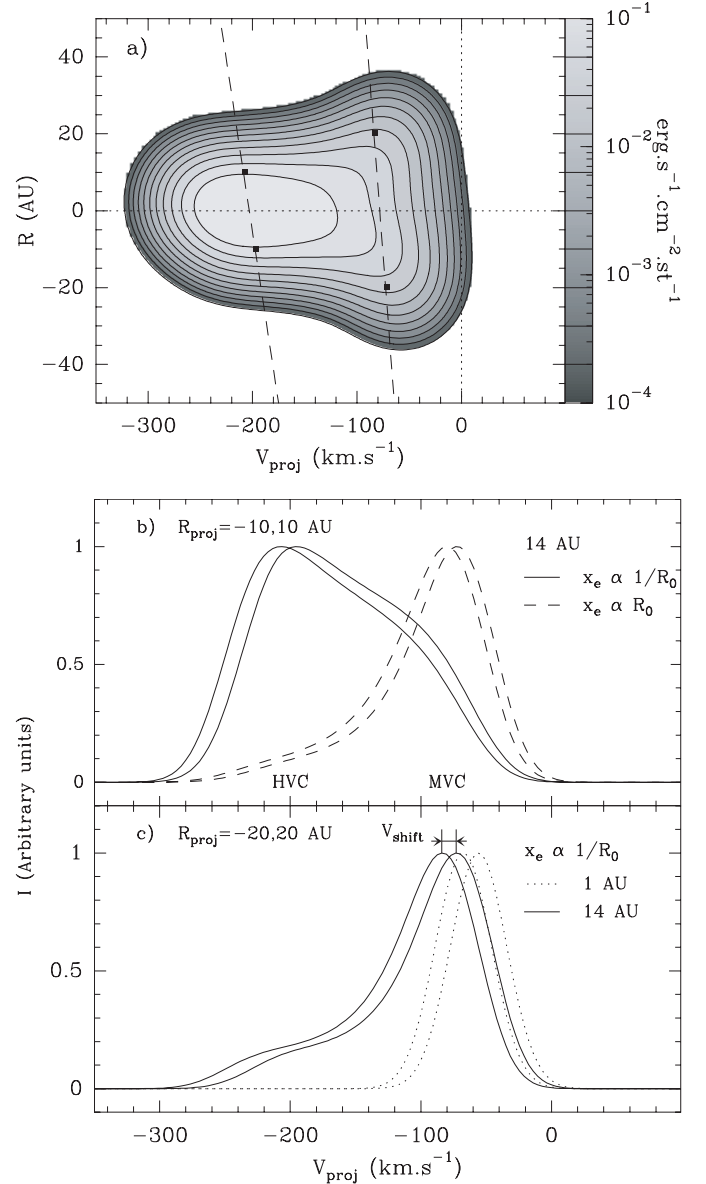 a)
40
20
0
−20
−40
R (AU)
−300 −200 −100 0
V_proj (km.s⁻¹)
10⁻¹
10⁻²
10⁻³
10⁻⁴
erg.s⁻¹.cm⁻².st⁻¹
b) R_proj=−10,10 AU
14 AU
x_e α 1/R_0
x_e α R_0
1
0.5
0
HVC MVC
I (Arbitrary units)
c) R_proj=−20,20 AU
V_shift
x_e α 1/R_0
1 AU
14 AU
1
0.5
0
−300 −200 −100 0
V_proj (km.s⁻¹)